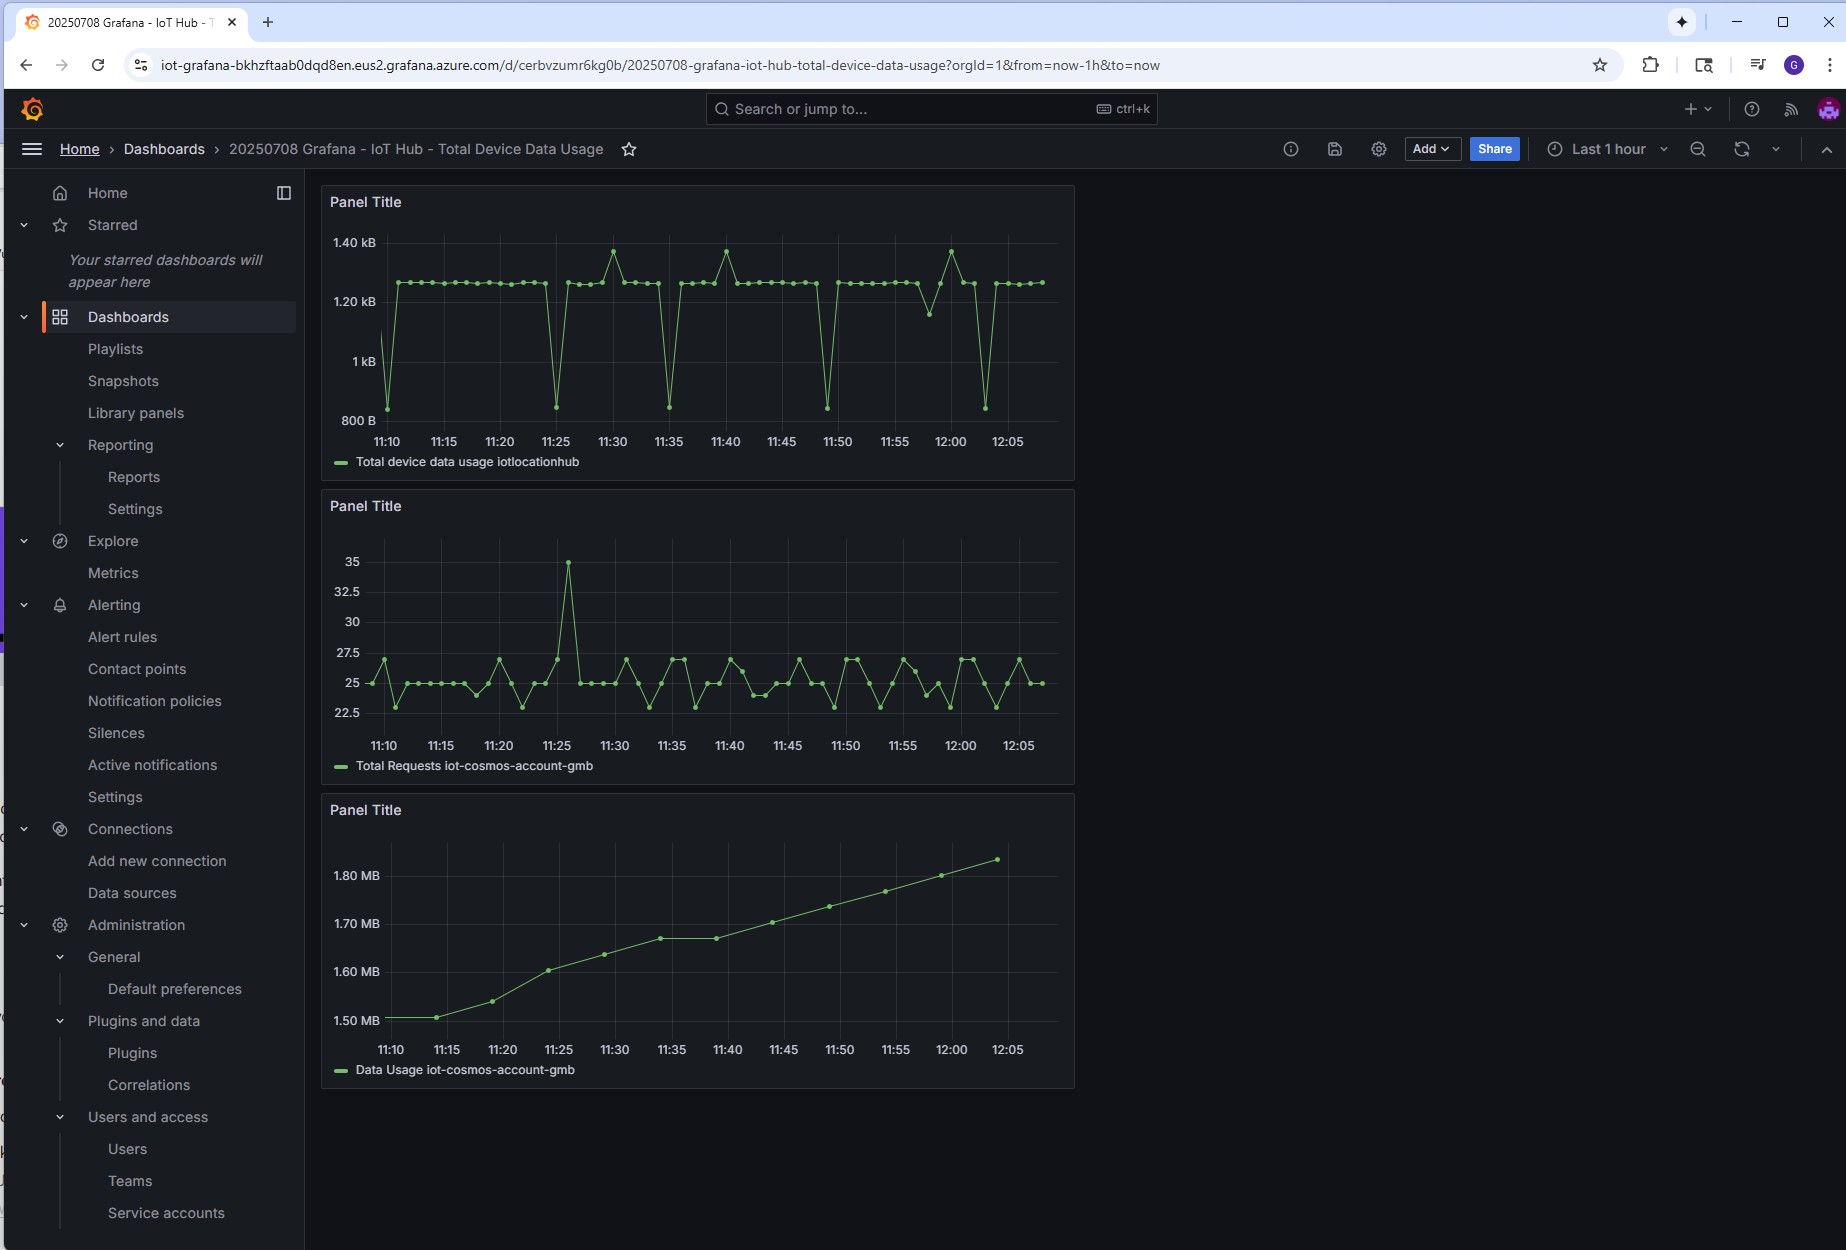 20250708 Grafana - IoT Hub - T
iot-grafana-bkhzftaab0dqd8en.eus2.grafana.azure.com/d/cerbvzumr6kg0b/20250708-grafana-iot-hub-total-device-data-usage?orgId=1&from=now-1h&to=now
G
Search or jump to...
ctrl+k
Home › Dashboards › 20250708 Grafana - IoT Hub - Total Device Data Usage
Add
Share
Last 1 hour
Home
Starred
Your starred dashboards will
appear here
Dashboards
Playlists
Snapshots
Library panels
Reporting
Reports
Settings
Explore
Metrics
Alerting
Alert rules
Contact points
Notification policies
Silences
Active notifications
Settings
Connections
Add new connection
Data sources
Administration
General
Default preferences
Plugins and data
Plugins
Correlations
Users and access
Users
Teams
Service accounts
Panel Title
1.40 kB
1.20 kB
1 kB
800 B
11:10 11:15 11:20 11:25 11:30 11:35 11:40 11:45 11:50 11:55 12:00 12:05
Total device data usage iotlocationhub
Panel Title
35
32.5
30
27.5
25
22.5
11:10 11:15 11:20 11:25 11:30 11:35 11:40 11:45 11:50 11:55 12:00 12:05
Total Requests iot-cosmos-account-gmb
Panel Title
1.80 MB
1.70 MB
1.60 MB
1.50 MB
11:10 11:15 11:20 11:25 11:30 11:35 11:40 11:45 11:50 11:55 12:00 12:05
Data Usage iot-cosmos-account-gmb